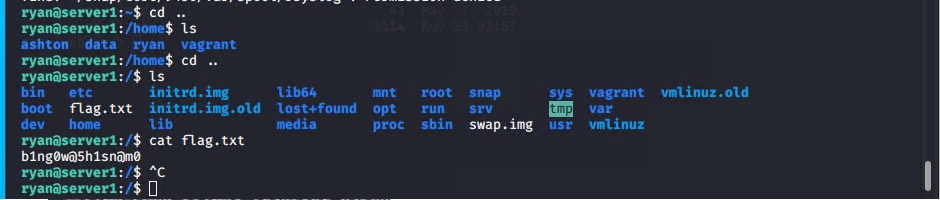 ryan@server1:~$ cd ..
ryan@server1:/home$ ls
ashton data ryan vagrant
ryan@server1:/home$ cd ..
ryan@server1:/$ ls
bin etc initrd.img lib64 mnt root snap sys vagrant vmlinuz.old
boot flag.txt initrd.img.old lost+found opt run srv tmp var
dev home lib media proc sbin swap.img usr vmlinuz
ryan@server1:/$ cat flag.txt
b1ng0w@5h1sn@m0
ryan@server1:/$ ^C
ryan@server1:/$